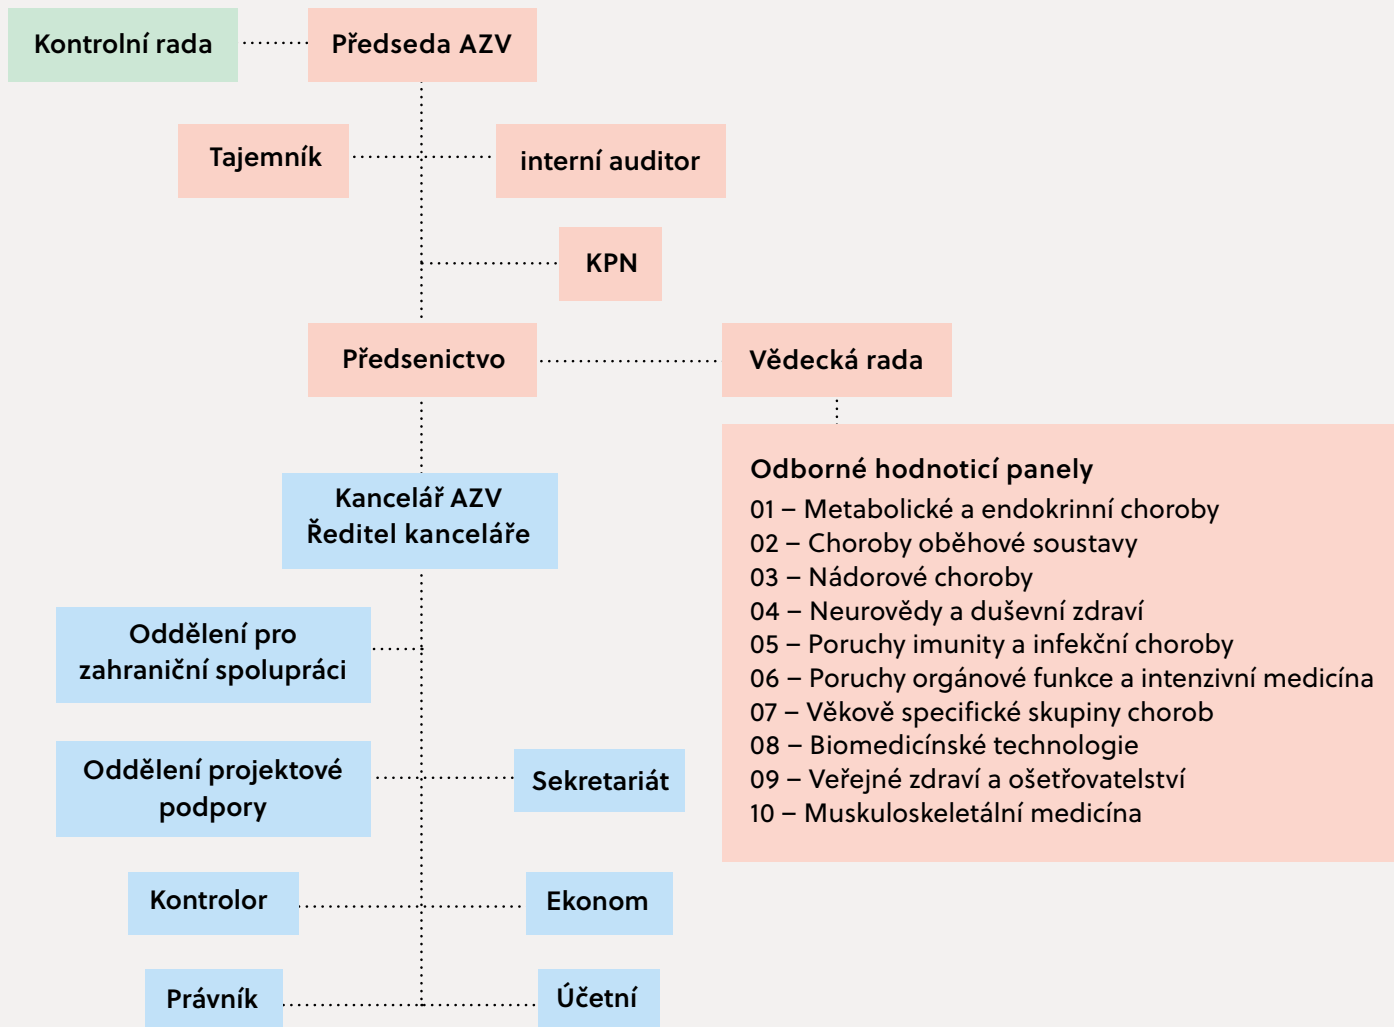 Kontrolní rada
Předseda AZV
Tajemník
interní auditor
KPN
Předsenictvo
Vědecká rada
Odborné hodnoticí panely
01 – Metabolické a endokrinní choroby
02 – Choroby oběhové soustavy
03 – Nádorové choroby
04 – Neurovědy a duševní zdraví
05 – Poruchy imunity a infekční choroby
06 – Poruchy orgánové funkce a intenzivní medicína
07 – Věkově specifické skupiny chorob
08 – Biomedicínské technologie
09 – Veřejné zdraví a ošetřovatelství
10 – Muskuloskeletální medicína
Kancelář AZV
Ředitel kanceláře
Oddělení pro
zahraniční spolupráci
Oddělení projektové
podpory
Sekretariát
Kontrolor
Ekonom
Právník
Účetní